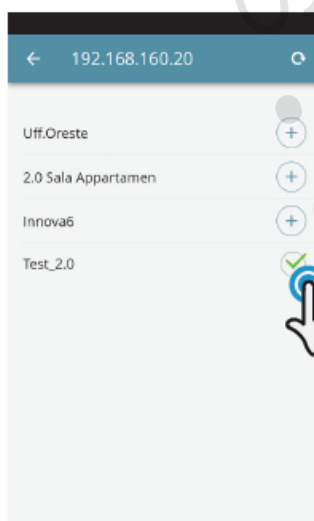 192.168.160.20
Uff.Oreste
2.0 Sala Appartamen
Innova6
Test_2.0